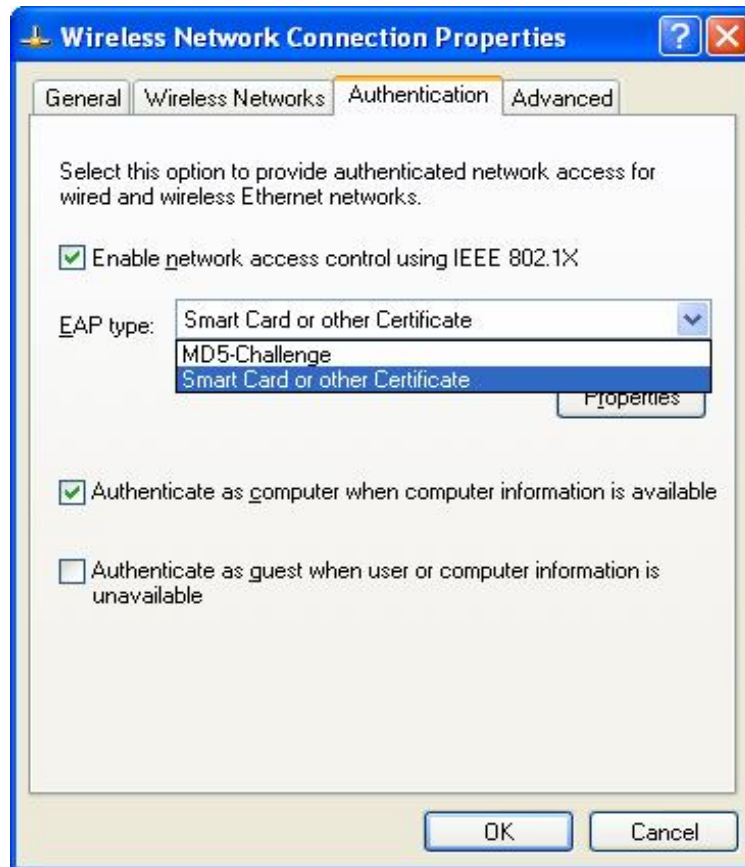 Wireless Network Connection Properties
General Wireless Networks Authentication Advanced
Select this option to provide authenticated network access for
wired and wireless Ethernet networks.
Enable network access control using IEEE 802.1X
EAP type: Smart Card or other Certificate
MD5-Challenge
Smart Card or other Certificate
Properties
Authenticate as computer when computer information is available
Authenticate as guest when user or computer information is
unavailable
OK Cancel